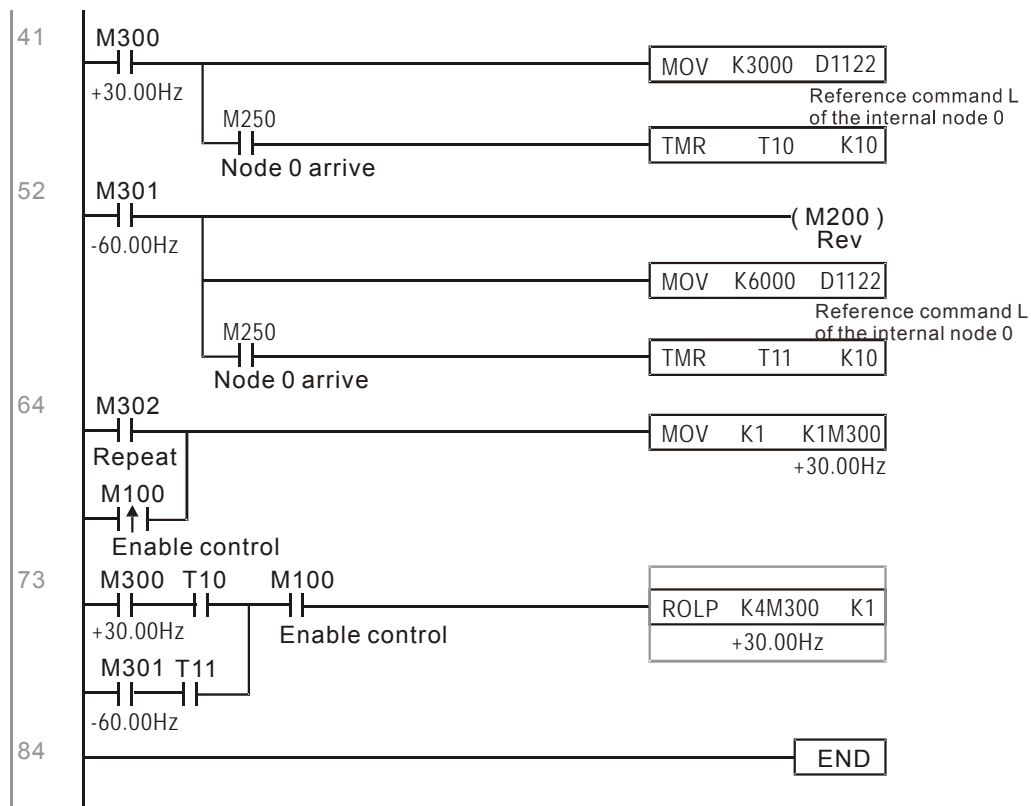 41
M300
+30.00Hz
MOV K3000 D1122
Reference command L
of the internal node 0
M250
Node 0 arrive
TMR T10 K10
52
M301
-60.00Hz
( M200 )
Rev
MOV K6000 D1122
Reference command L
of the internal node 0
M250
Node 0 arrive
TMR T11 K10
64
M302
Repeat
MOV K1 K1M300
+30.00Hz
M100
Enable control
73
M300 T10 M100
+30.00Hz
Enable control
ROLP K4M300 K1
+30.00Hz
M301 T11
-60.00Hz
84
END